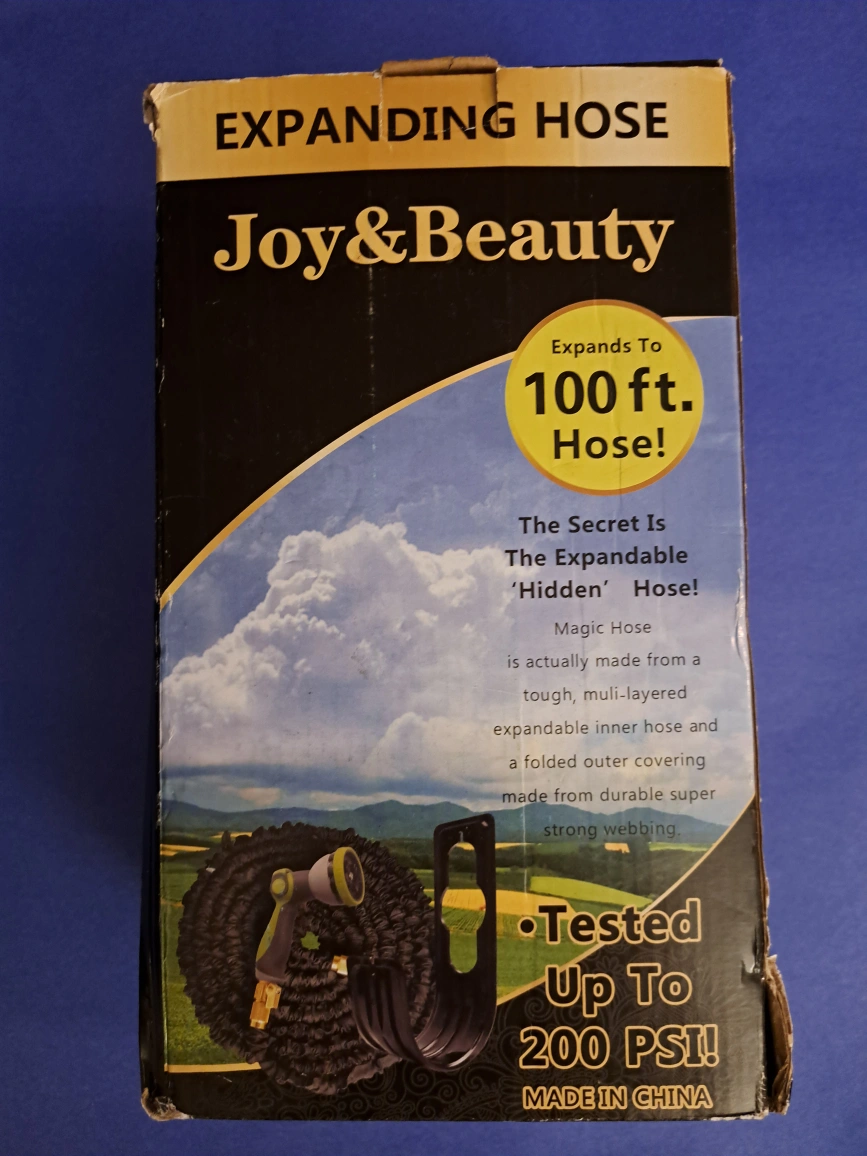 EXPANDING HOSE
Joy&Beauty
Expands To
100 ft.
Hose!
The Secret Is
The Expandable
‘Hidden’ Hose!
Magic Hose
is actually made from a
tough, muli-layered
expandable inner hose and
a folded outer covering
made from durable super
strong webbing.
•Tested
Up To
200 PSI!
MADE IN CHINA